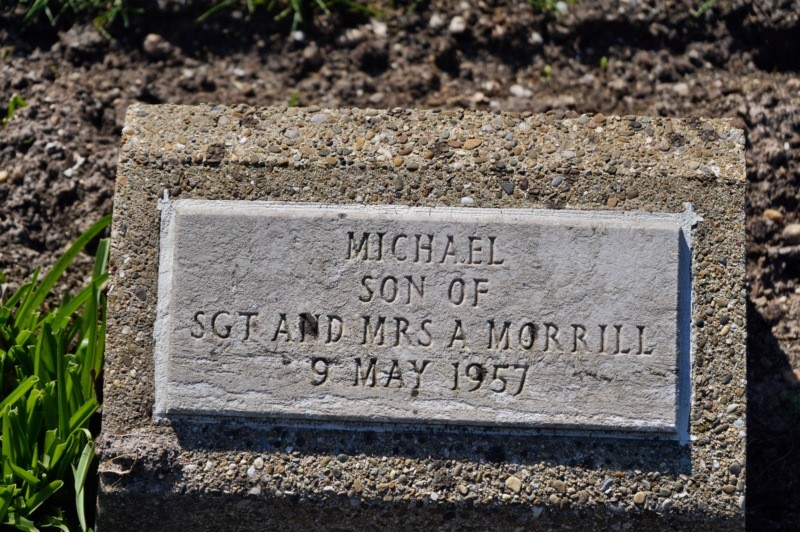 MICHAEL
SON OF
SGT AND MRS A MORRILL
9 MAY 1957